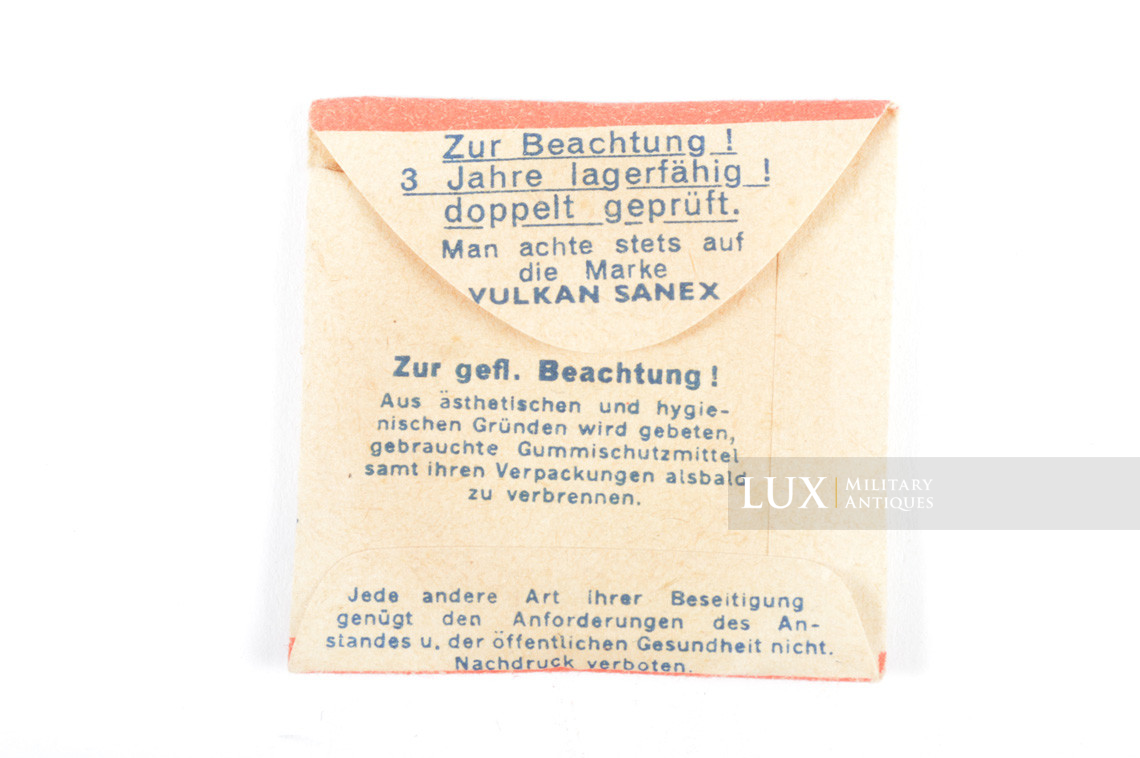 Zur Beachtung !
3 Jahre lagerfähig !
doppelt geprüft.
Man achte stets auf
die Marke
VULKAN SANEX
Zur gefl. Beachtung !
Aus ästhetischen und hygie-
nischen Gründen wird gebeten,
gebrauchte Gummischutzmittel
samt ihren Verpackungen alsbald
zu verbrennen.
Jede andere Art ihrer Beseitigung
genügt den Anforderungen des An-
standes u. der öffentlichen Gesundheit nicht.
Nachdruck verboten.
LUX MILITARY
ANTIQUES